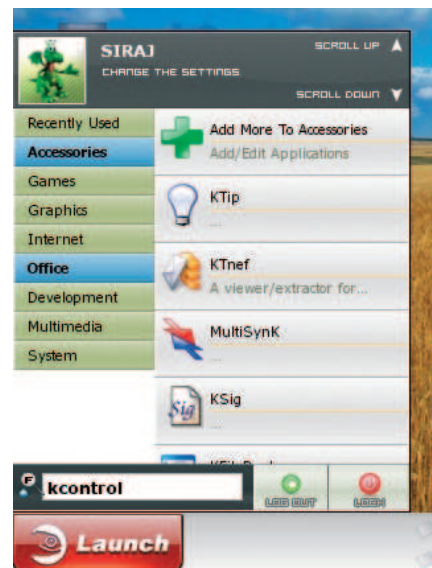 SIRAJ
CHANGE THE SETTINGS
SCROLL UP
SCROLL DOWN
Recently Used
Accessories
Games
Graphics
Internet
Office
Development
Multimedia
System
Add More To Accessories
Add/Edit Applications
KTip
...
KTnef
A viewer/extractor for...
MultiSynK
...
KSig
...
Sig
kcontrol
LOG OUT
LOCK
Launch